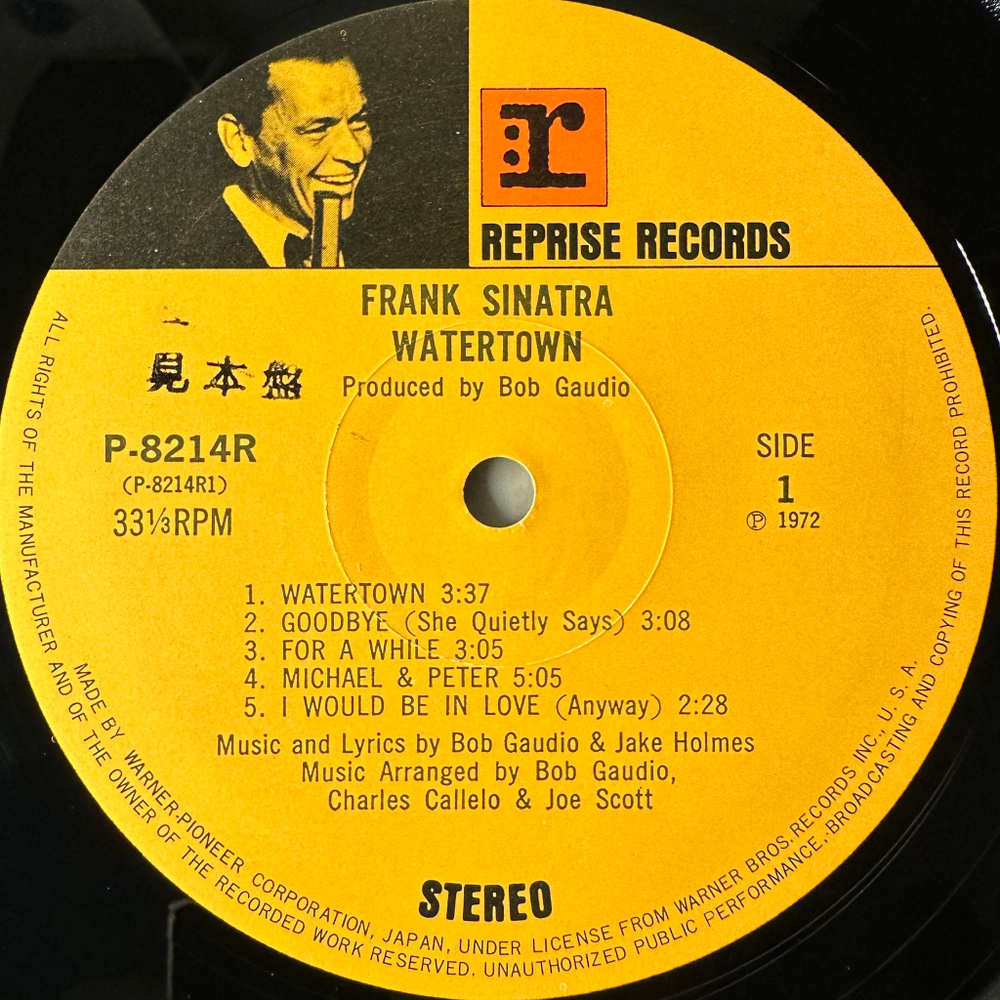 r
REPRISE RECORDS
FRANK SINATRA
WATERTOWN
Produced by Bob Gaudio
見本盤
P-8214R
(P-8214R1)
33⅓RPM
SIDE
1
Ⓟ 1972
1. WATERTOWN 3:37
2. GOODBYE (She Quietly Says) 3:08
3. FOR A WHILE 3:05
4. MICHAEL & PETER 5:05
5. I WOULD BE IN LOVE (Anyway) 2:28
Music and Lyrics by Bob Gaudio & Jake Holmes
Music Arranged by Bob Gaudio,
Charles Callelo & Joe Scott
STEREO
MADE BY WARNER-PIONEER CORPORATION, JAPAN, UNDER LICENSE FROM WARNER BROS. RECORDS INC., U. S. A.
ALL RIGHTS OF THE MANUFACTURER AND OF THE OWNER OF THE RECORDED WORK RESERVED. UNAUTHORIZED PUBLIC PERFORMANCE, BROADCASTING AND COPYING OF THIS RECORD PROHIBITED.